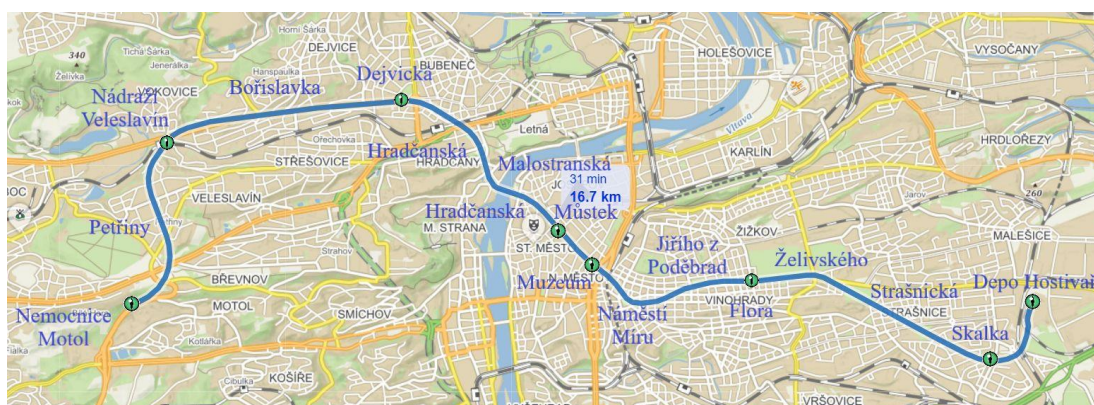 Horní Šárka
340
Tichá Šárka
Jenerálka
Želivka
DEJVICE
BUBENEČ
HOLEŠOVICE
VYSOČANY
Hanspaulka
VOKOVICE
Bořislavka
Dejvická
Nádraží
Veleslavín
Ořechovka
STŘEŠOVICE
Hradčanská
HRADČANY
Letná
Malostranská
Vltava
KARLÍN
HRDLOŘEZY
31 min
16.7 km
VELESLAVÍN
Jarov
260
Petřiny
Hradčanská
M. STRANA
Můstek
ST. MĚSTO
Strahov
ŽIŽKOV
MALEŠICE
Jiřího z
Poděbrad
Želivského
BŘEVNOV
Muzeum
N. MĚSTO
Depo Hostivař
Nemocnice
Motol
MOTOL
SMÍCHOV
VINOHRADY
Flora
Strašnická
STRAŠNICE
Náměstí
Míru
Skalka
Kotlářka
Cibulka
KOŠÍŘE
VRŠOVICE